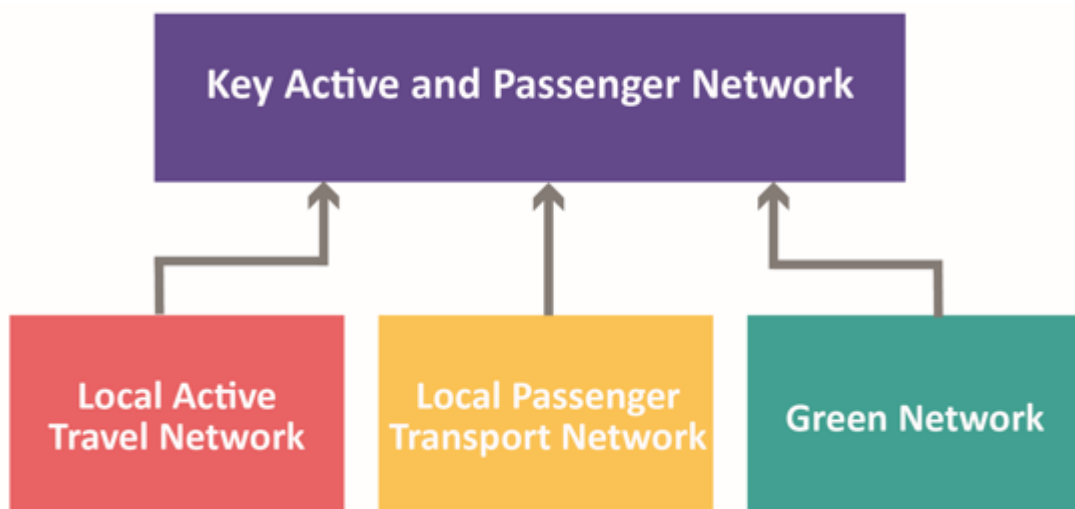 Key Active and Passenger Network
Local Active
Travel Network
Local Passenger
Transport Network
Green Network